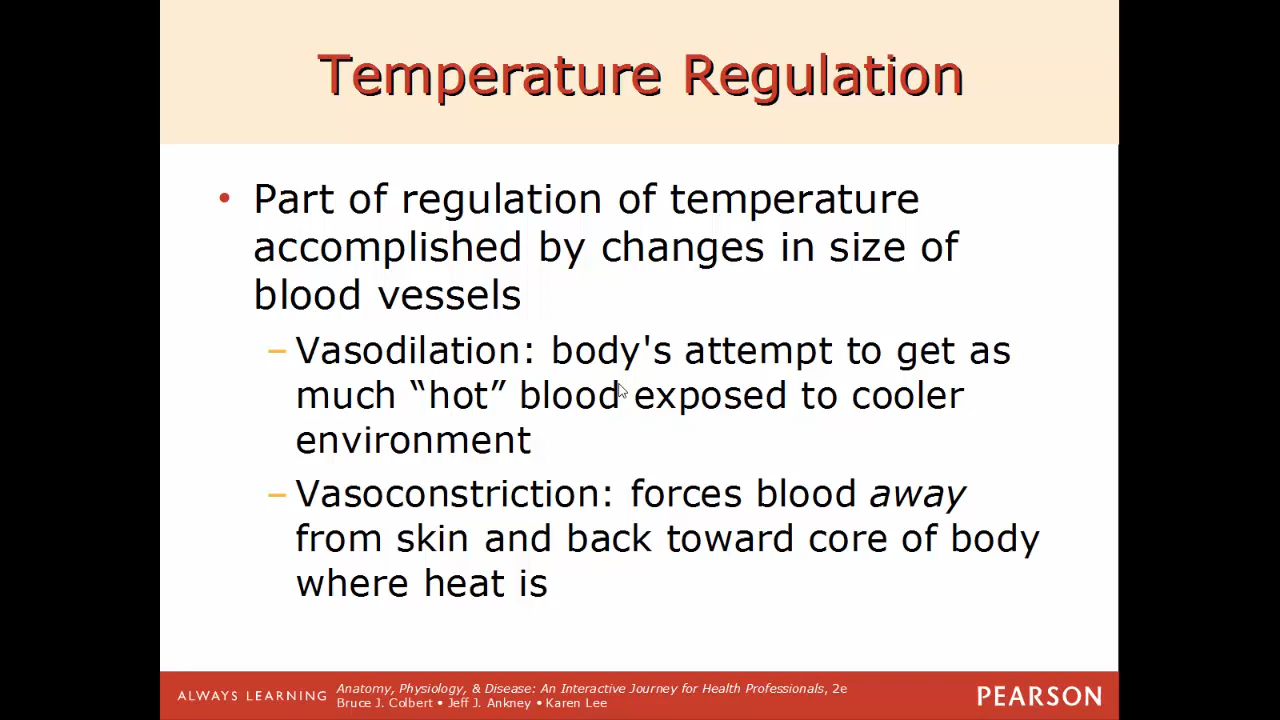 Temperature Regulation
• Part of regulation of temperature
accomplished by changes in size of
blood vessels
– Vasodilation: body's attempt to get as
much “hot” blood exposed to cooler
environment
– Vasoconstriction: forces blood away
from skin and back toward core of body
where heat is
ALWAYS LEARNING
Anatomy, Physiology, & Disease: An Interactive Journey for Health Professionals, 2e
Bruce J. Colbert • Jeff J. Ankney • Karen Lee
PEARSON